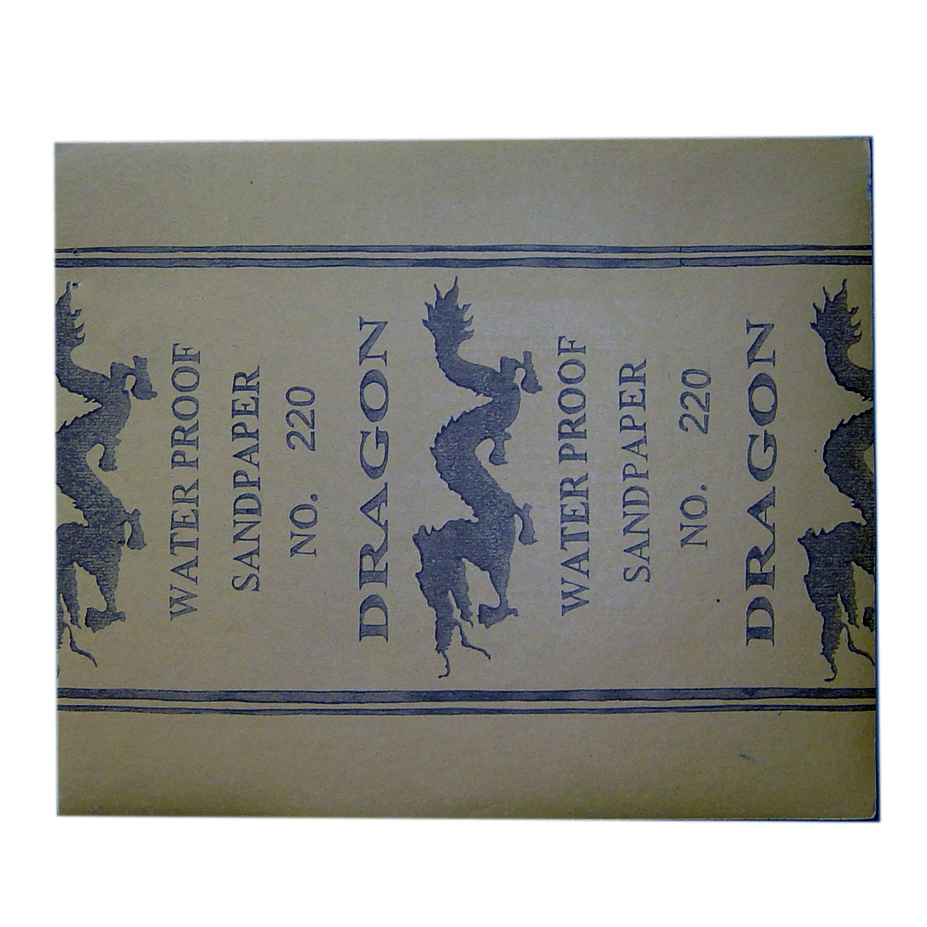 WATER PROOF
SANDPAPER
NO. 220
DRAGON
WATER PROOF
SANDPAPER
NO. 220
DRAGON